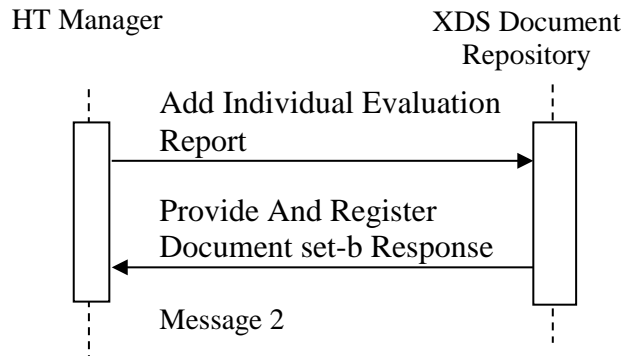 HT Manager
XDS Document
Repository
Add Individual Evaluation
Report
Provide And Register
Document set-b Response
Message 2